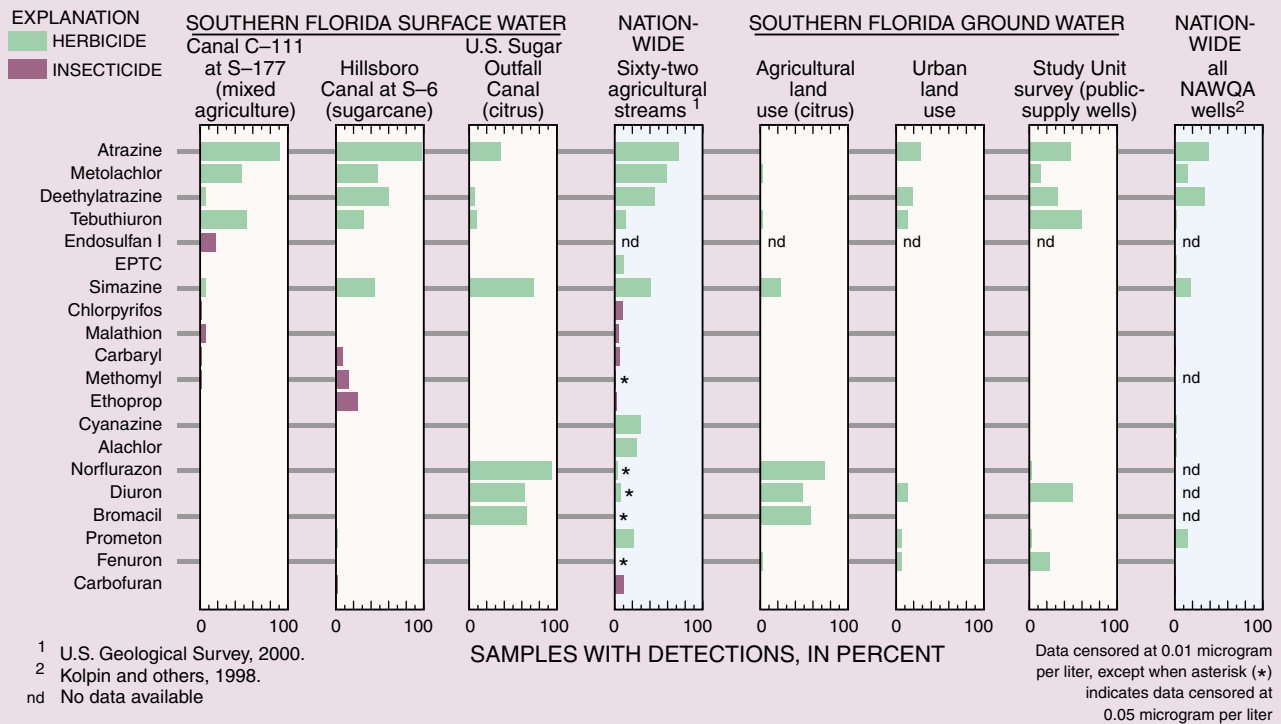 EXPLANATION
HERBICIDE
INSECTICIDE
SOUTHERN FLORIDA SURFACE WATER
Canal C–111
at S–177
(mixed
agriculture)
Hillsboro
Canal at S–6
(sugarcane)
U.S. Sugar
Outfall
Canal
(citrus)
NATION-
WIDE
Sixty-two
agricultural
streams 1
SOUTHERN FLORIDA GROUND WATER
Agricultural
land
use (citrus)
Urban
land
use
Study Unit
survey (public-
supply wells)
NATION-
WIDE
all
NAWQA
wells2
Atrazine
Metolachlor
Deethylatrazine
Tebuthiuron
Endosulfan I nd nd nd nd nd
EPTC
Simazine
Chlorpyrifos
Malathion
Carbaryl
Methomyl * nd
Ethoprop
Cyanazine
Alachlor
Norflurazon * nd
Diuron * nd
Bromacil * nd
Prometon
Fenuron *
Carbofuran
0 100 0 100 0 100 0 100 0 100 0 100 0 100 0 100
SAMPLES WITH DETECTIONS, IN PERCENT
1 U.S. Geological Survey, 2000.
2 Kolpin and others, 1998.
nd No data available
Data censored at 0.01 microgram
per liter, except when asterisk (*)
indicates data censored at
0.05 microgram per liter